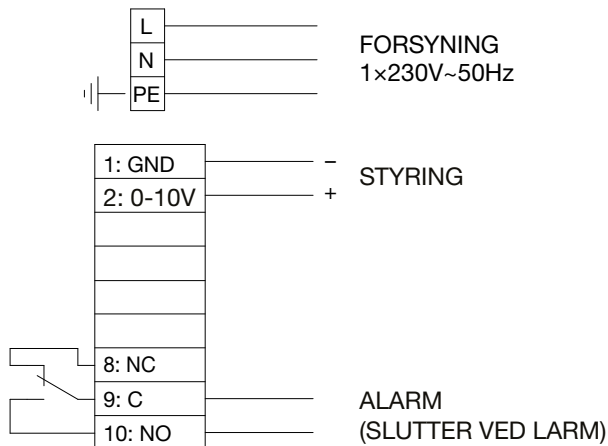 L
N
PE
FORSYNING
1×230V~50Hz
1: GND
−
2: 0-10V
+
STYRING
8: NC
9: C
10: NO
ALARM
(SLUTTER VED LARM)